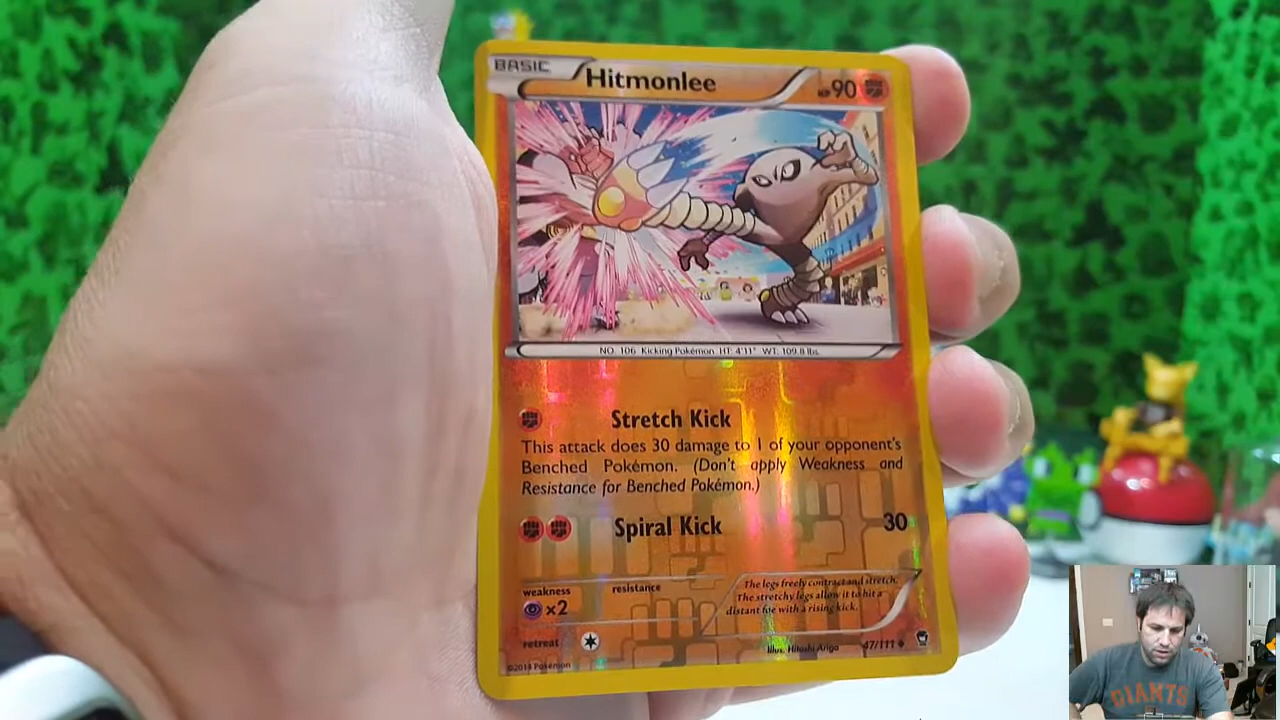 BASIC Hitmonlee HP90
NO. 106 Kicking Pokémon HT: 4'11" WT: 109.8 lbs.
Stretch Kick
This attack does 30 damage to 1 of your opponent's
Benched Pokémon. (Don't apply Weakness and
Resistance for Benched Pokémon.)
Spiral Kick 30
weakness resistance
×2
The legs freely contract and stretch.
The stretchy legs allow it to hit a
distant foe with a rising kick.
retreat
Illus. Hitoshi Ariga 47/111
©2014 Pokémon
GIANTS